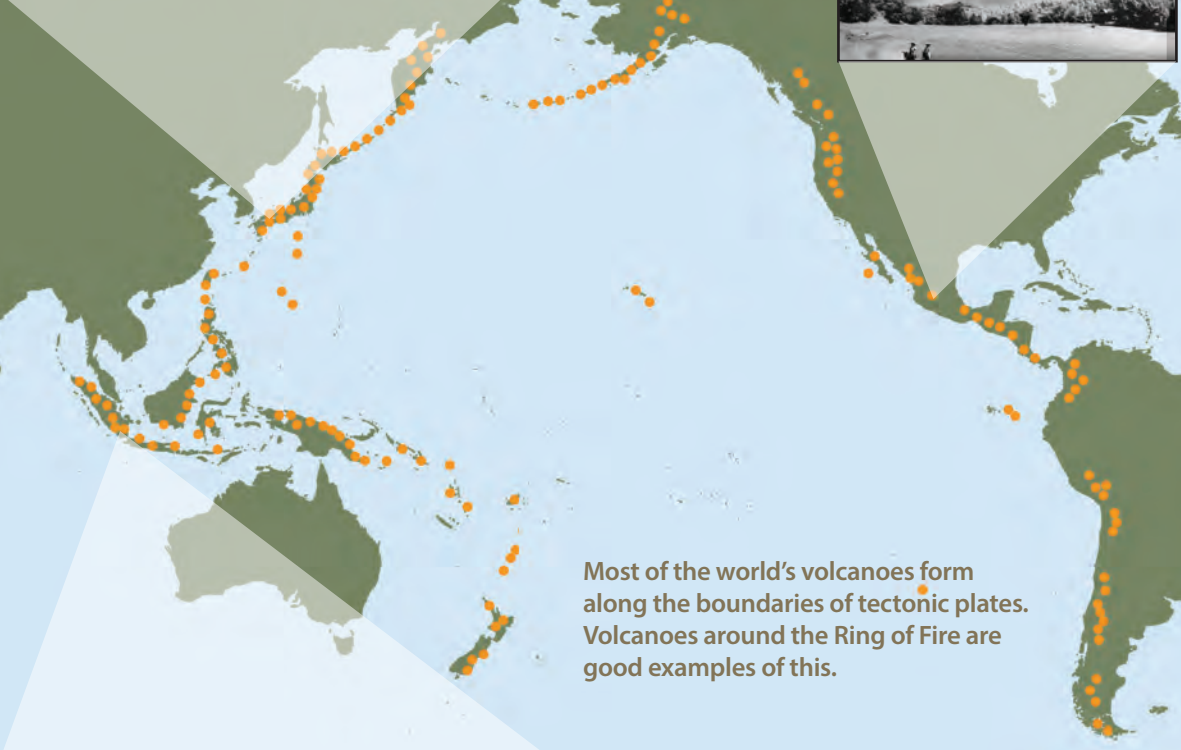 Most of the world’s volcanoes form
along the boundaries of tectonic plates.
Volcanoes around the Ring of Fire are
good examples of this.